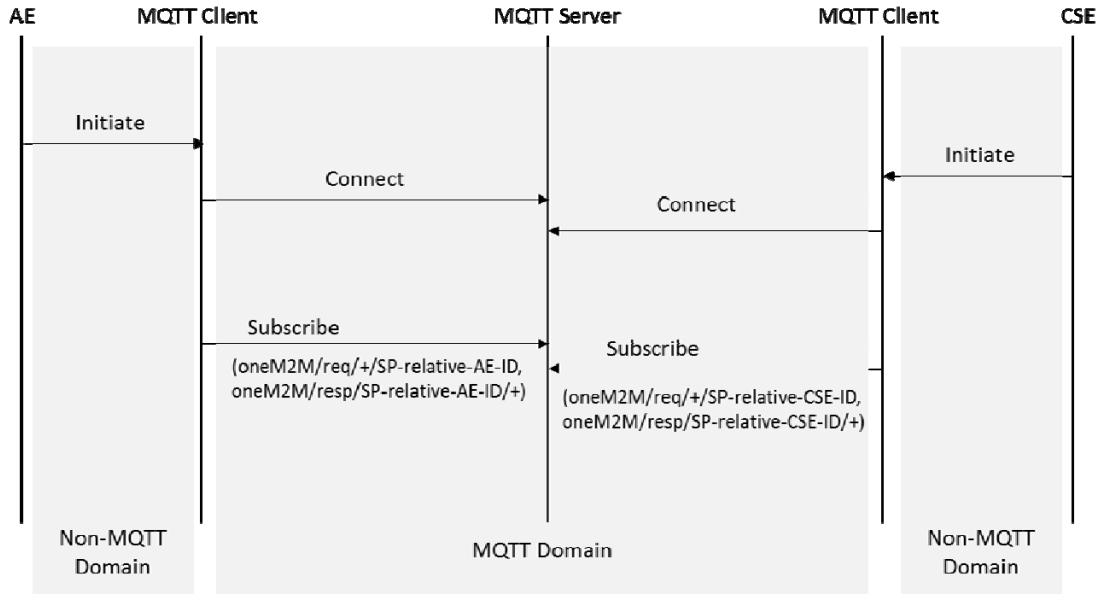 AE
MQTT Client
MQTT Server
MQTT Client
CSE
Initiate
Initiate
Connect
Connect
Subscribe
(oneM2M/req/+/SP-relative-AE-ID,
oneM2M/resp/SP-relative-AE-ID/+)
Subscribe
(oneM2M/req/+/SP-relative-CSE-ID,
oneM2M/resp/SP-relative-CSE-ID/+)
Non-MQTT
Domain
MQTT Domain
Non-MQTT
Domain